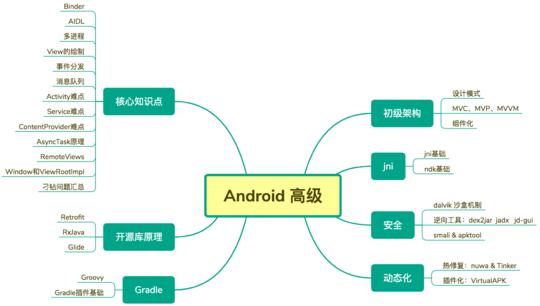 Android 高级
核心知识点
Binder
AIDL
多进程
View的绘制
事件分发
消息队列
Activity难点
Service难点
ContentProvider难点
AsyncTask原理
RemoteViews
Window和ViewRootImpl
刁钻问题汇总
开源库原理
Retrofit
RxJava
Glide
Gradle
Groovy
Gradle插件基础
初级架构
设计模式
MVC、MVP、MVVM
组件化
jni
jni基础
ndk基础
安全
dalvik 沙盒机制
逆向工具：dex2jar jadx jd-gui
smali & apktool
动态化
热修复：nuwa & Tinker
插件化：VirtualAPK